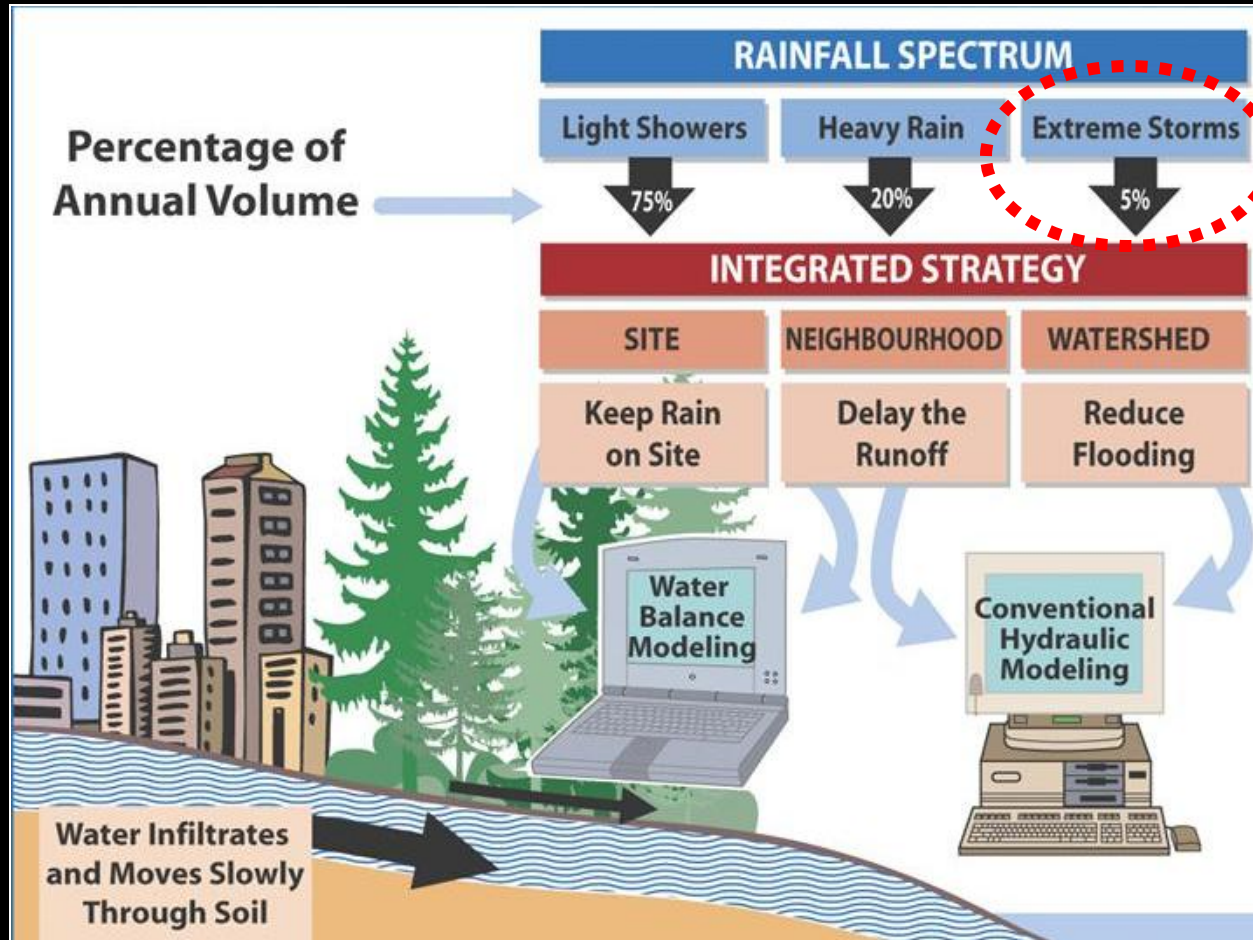 RAINFALL SPECTRUM
Percentage of
Annual Volume
Light Showers
Heavy Rain
Extreme Storms
75%
20%
5%
INTEGRATED STRATEGY
SITE
NEIGHBOURHOOD
WATERSHED
Keep Rain
on Site
Delay the
Runoff
Reduce
Flooding
Water
Balance
Modeling
Conventional
Hydraulic
Modeling
Water Infiltrates
and Moves Slowly
Through Soil